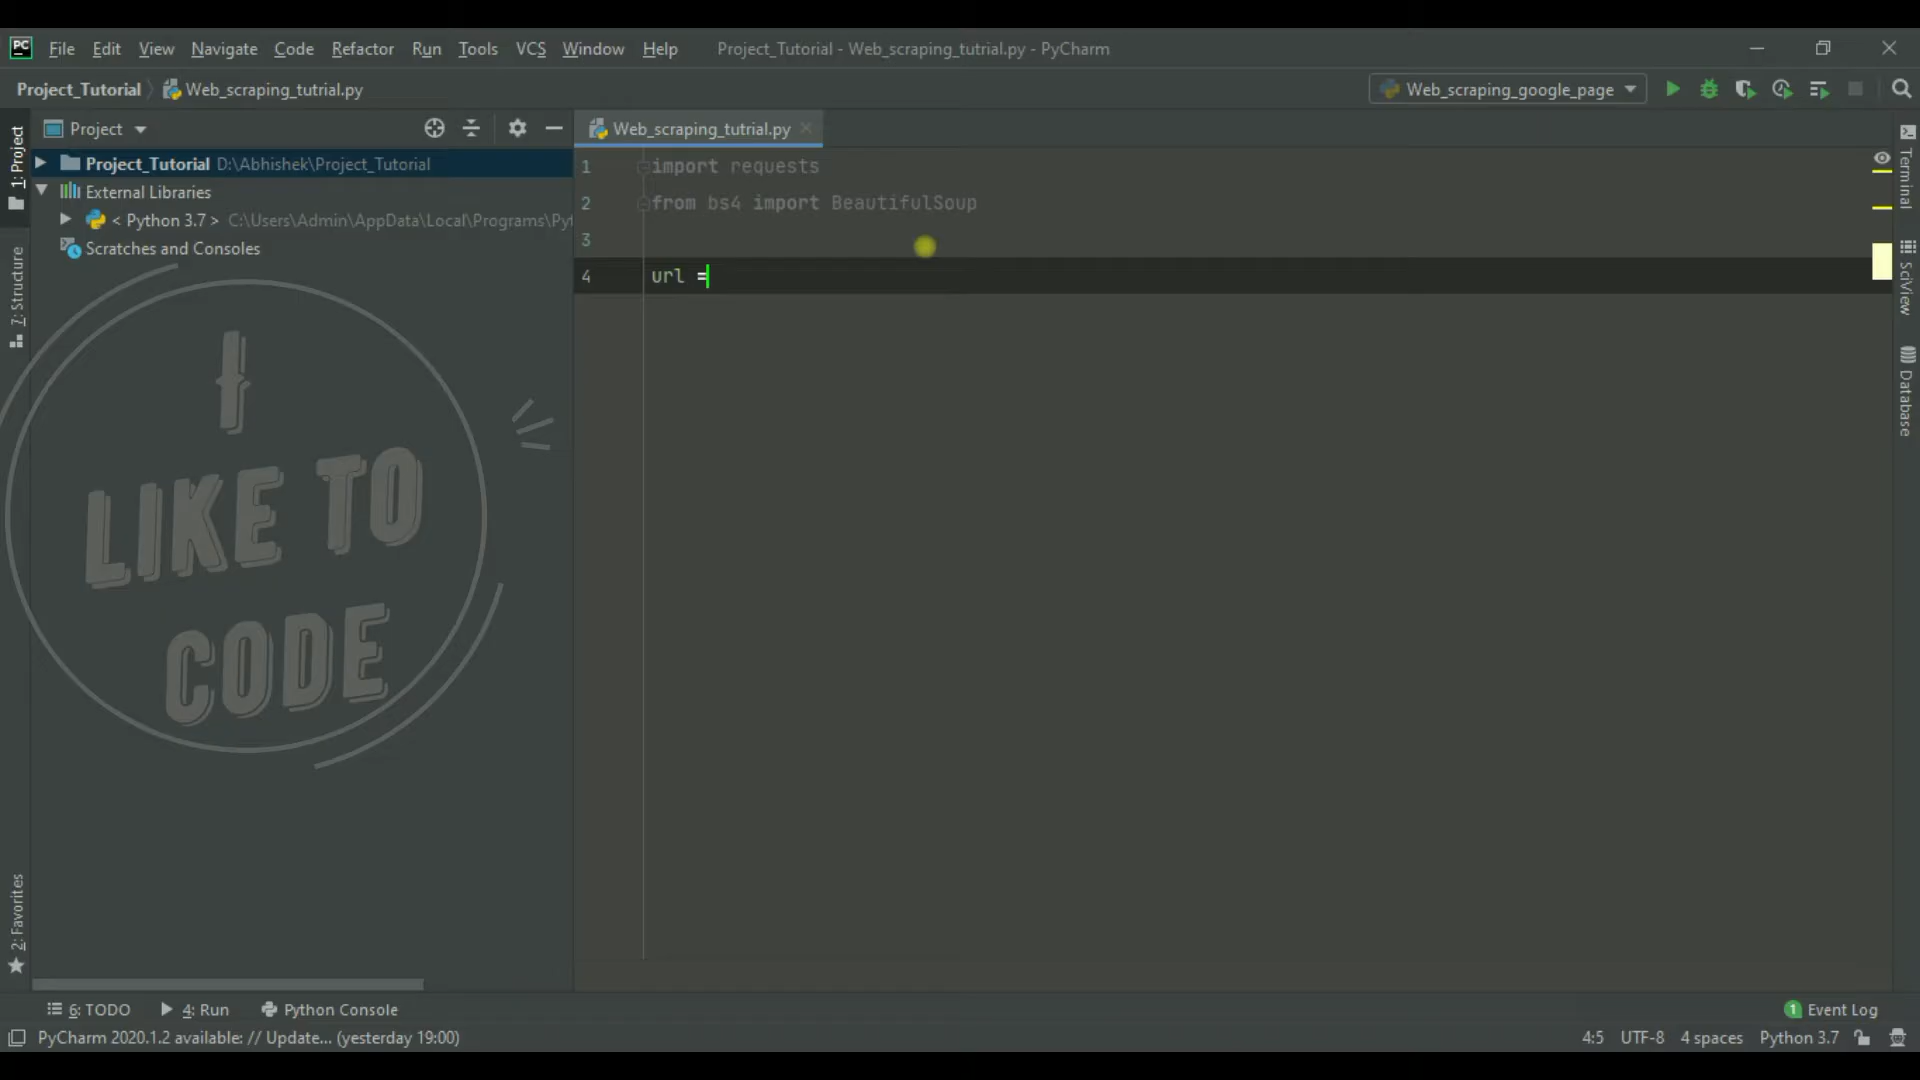 PC File Edit View Navigate Code Refactor Run Tools VCS Window Help Project_Tutorial - Web_scraping_tutrial.py - PyCharm
Project_Tutorial Web_scraping_tutrial.py Web_scraping_google_page
Project Web_scraping_tutrial.py
1: Project
Project_Tutorial D:\Abhishek\Project_Tutorial
External Libraries
< Python 3.7 > C:\Users\Admin\AppData\Local\Programs\Pyt
Scratches and Consoles
7: Structure
2: Favorites
1 import requests
2 from bs4 import BeautifulSoup
3
4 url =
Terminal
SciView
Database
I
LIKE TO
CODE
6: TODO 4: Run Python Console 1 Event Log
PyCharm 2020.1.2 available: // Update... (yesterday 19:00) 4:5 UTF-8 4 spaces Python 3.7